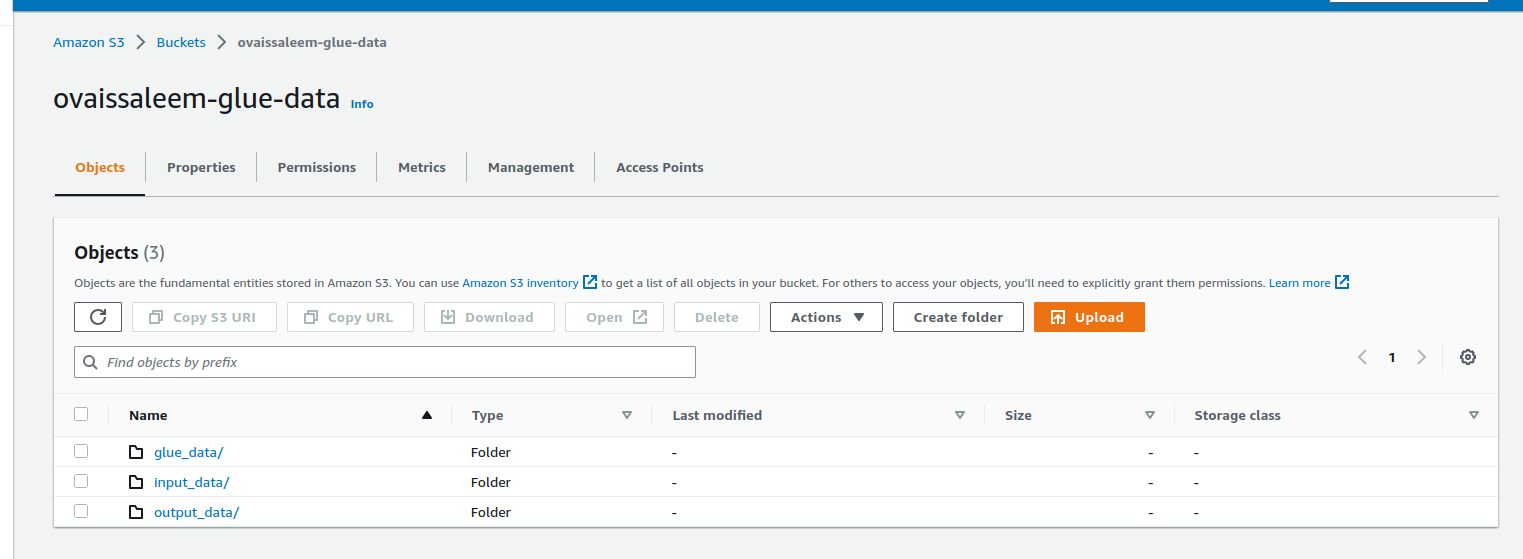 Amazon S3 > Buckets > ovaissaleem-glue-data
ovaissaleem-glue-data Info
Objects Properties Permissions Metrics Management Access Points
Objects (3)
Objects are the fundamental entities stored in Amazon S3. You can use Amazon S3 inventory to get a list of all objects in your bucket. For others to access your objects, you'll need to explicitly grant them permissions. Learn more
Copy S3 URI Copy URL Download Open Delete Actions Create folder Upload
Find objects by prefix
1
Name Type Last modified Size Storage class
glue_data/ Folder - - -
input_data/ Folder - - -
output_data/ Folder - - -